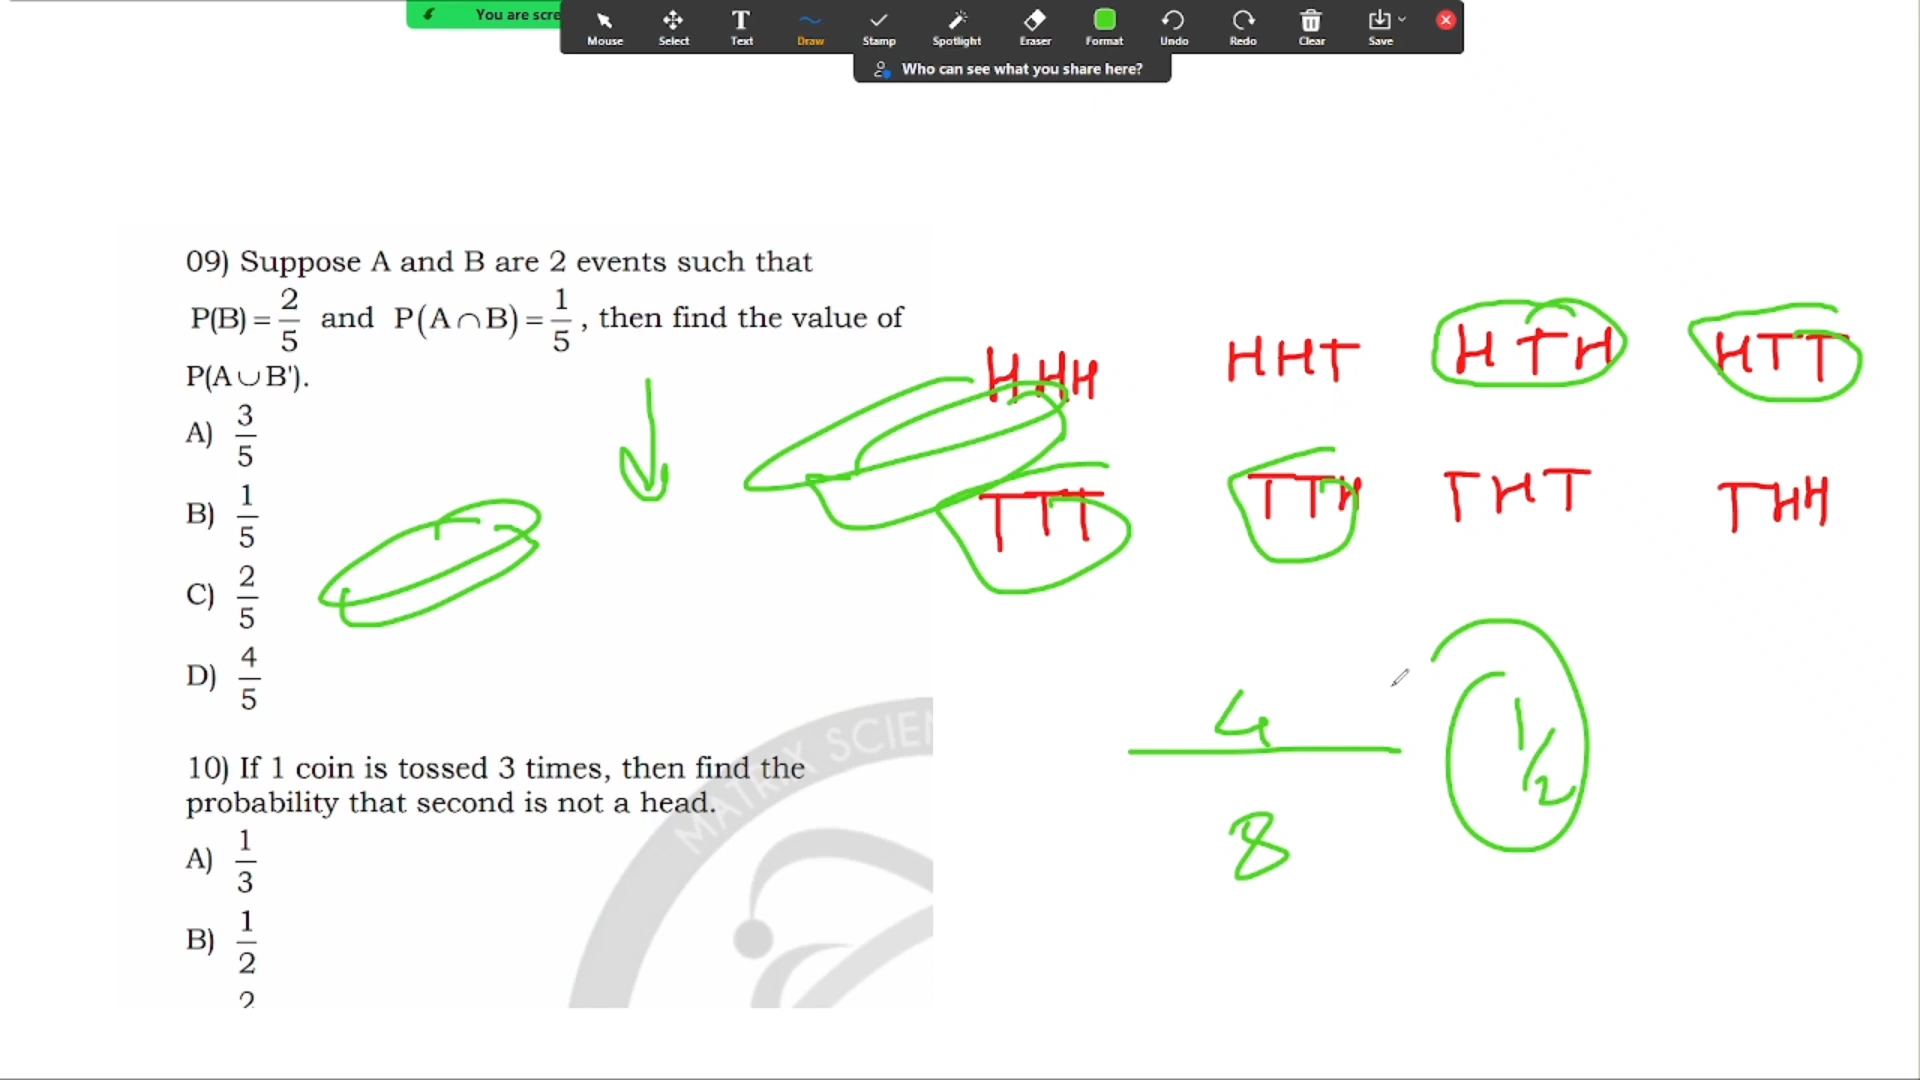 You are scre
Mouse Select Text Draw Stamp Spotlight Eraser Format Undo Redo Clear Save
Who can see what you share here?
09) Suppose A and B are 2 events such that
P(B) = 2/5 and P(A∩B) = 1/5, then find the value of
P(A∪B').
A) 3/5
B) 1/5
C) 2/5
D) 4/5
10) If 1 coin is tossed 3 times, then find the
probability that second is not a head.
A) 1/3
B) 1/2
2
MATRIX SCIEN
HHH HHT HTH HTT
TTT TTH THT THH
4
8
1/2